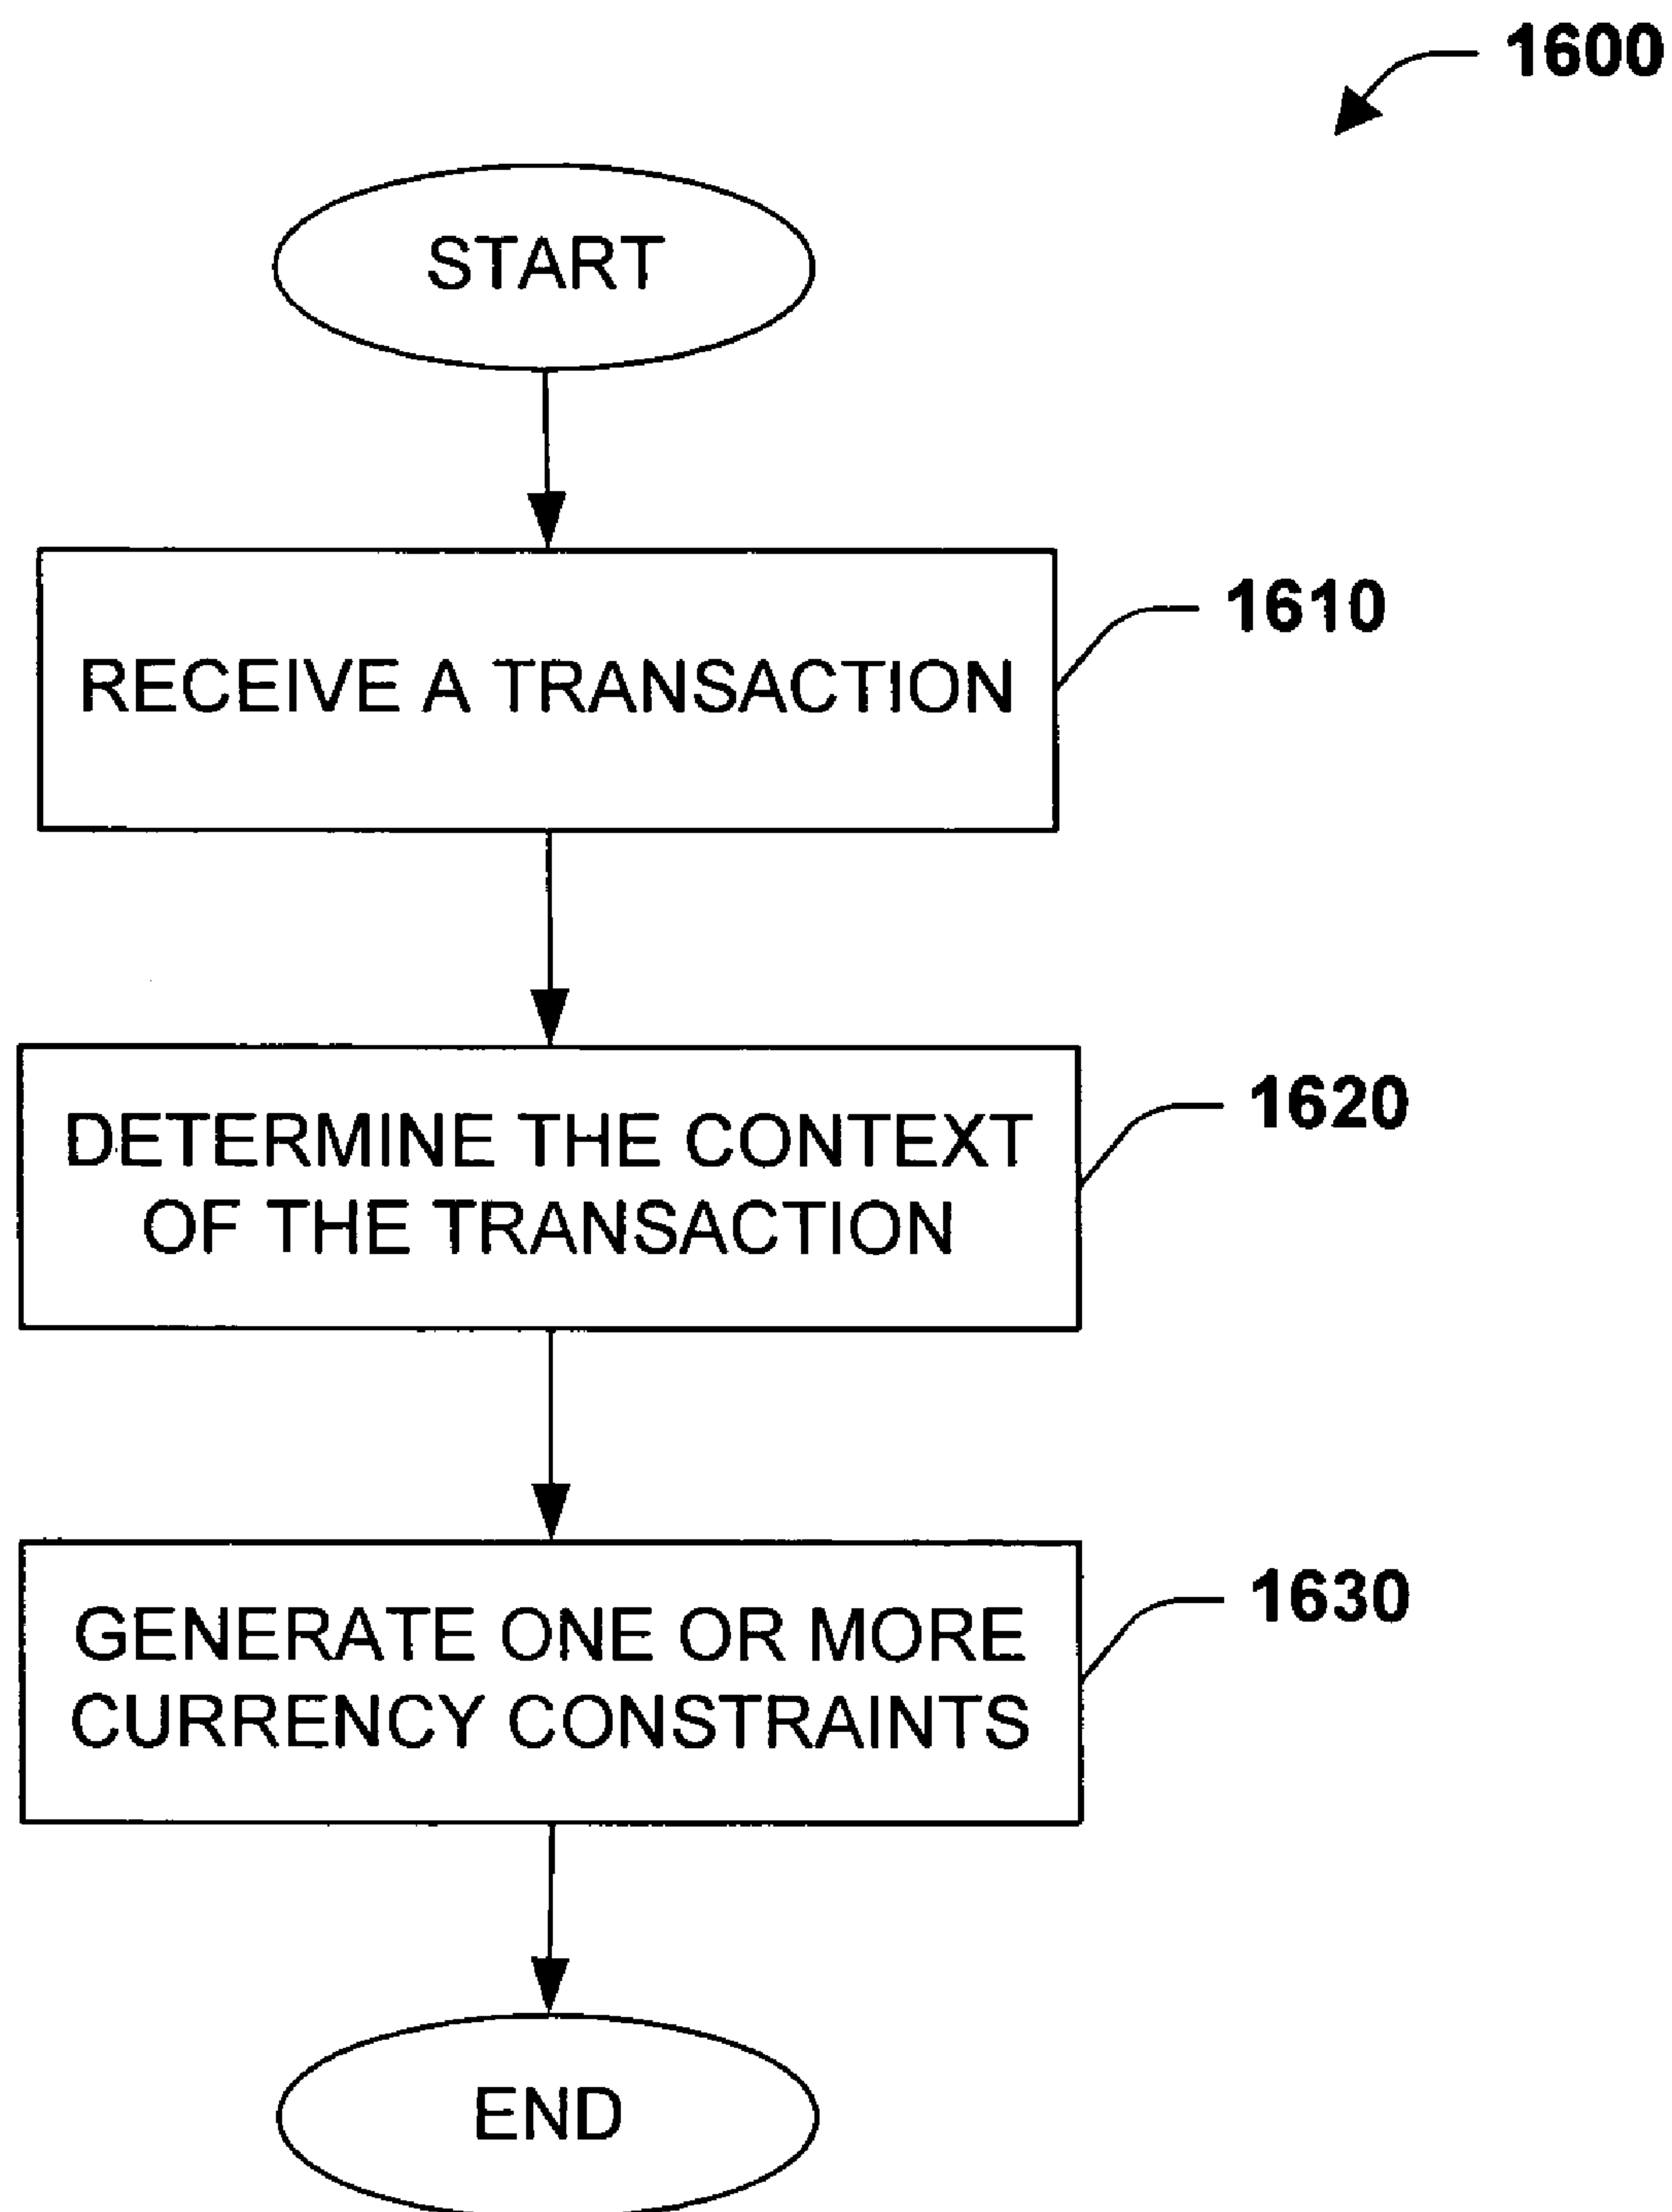 1600
START
RECEIVE A TRANSACTION
1610
DETERMINE THE CONTEXT
OF THE TRANSACTION
1620
GENERATE ONE OR MORE
CURRENCY CONSTRAINTS
1630
END